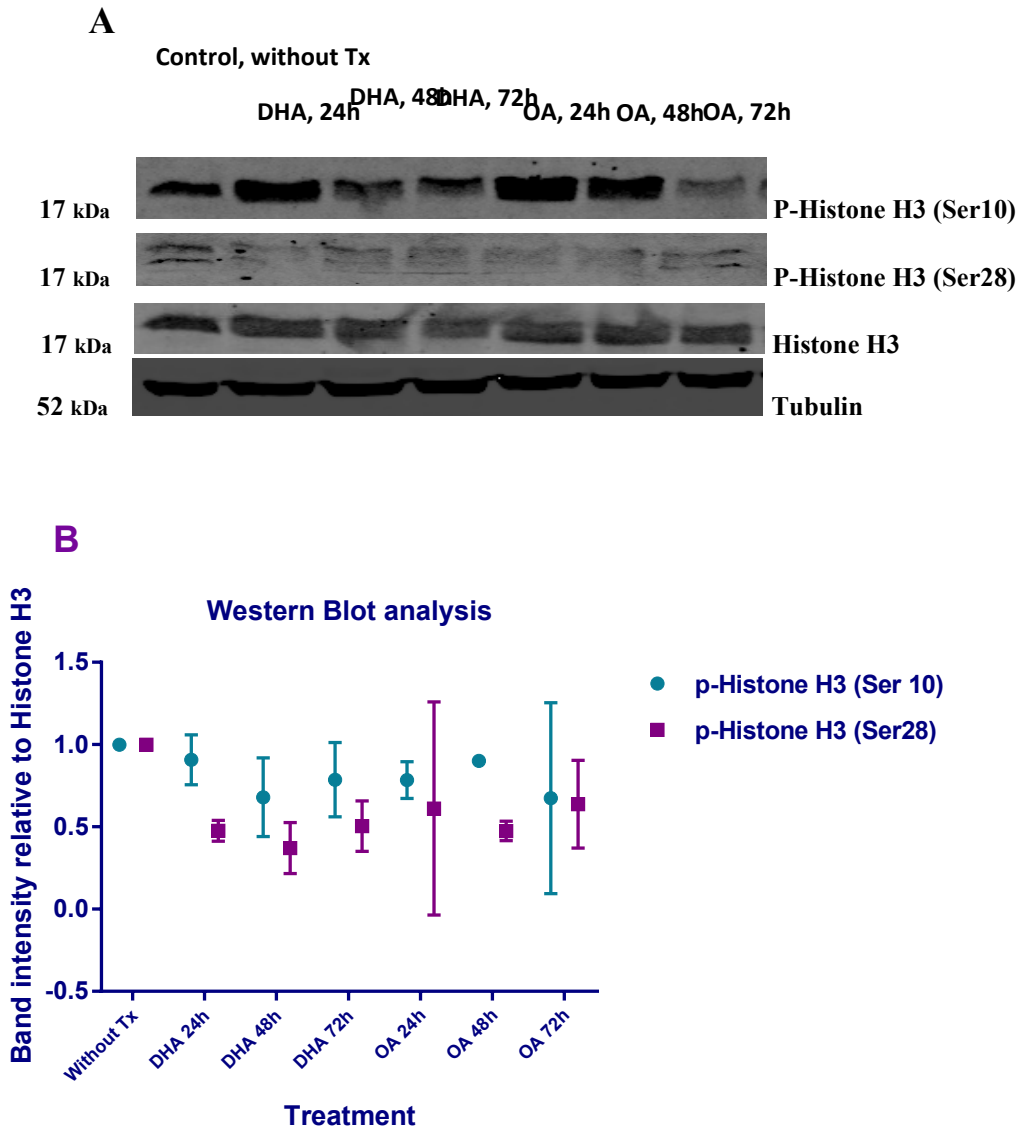 A
Control, without Tx
DHA, 24h
DHA, 48h
DHA, 72h
OA, 24h
OA, 48h
OA, 72h
17 kDa
P-Histone H3 (Ser10)
17 kDa
P-Histone H3 (Ser28)
17 kDa
Histone H3
52 kDa
Tubulin
B
Western Blot analysis
Band intensity relative to Histone H3
1.5
1.0
0.5
0.0
-0.5
p-Histone H3 (Ser 10)
p-Histone H3 (Ser28)
Without Tx
DHA 24h
DHA 48h
DHA 72h
OA 24h
OA 48h
OA 72h
Treatment